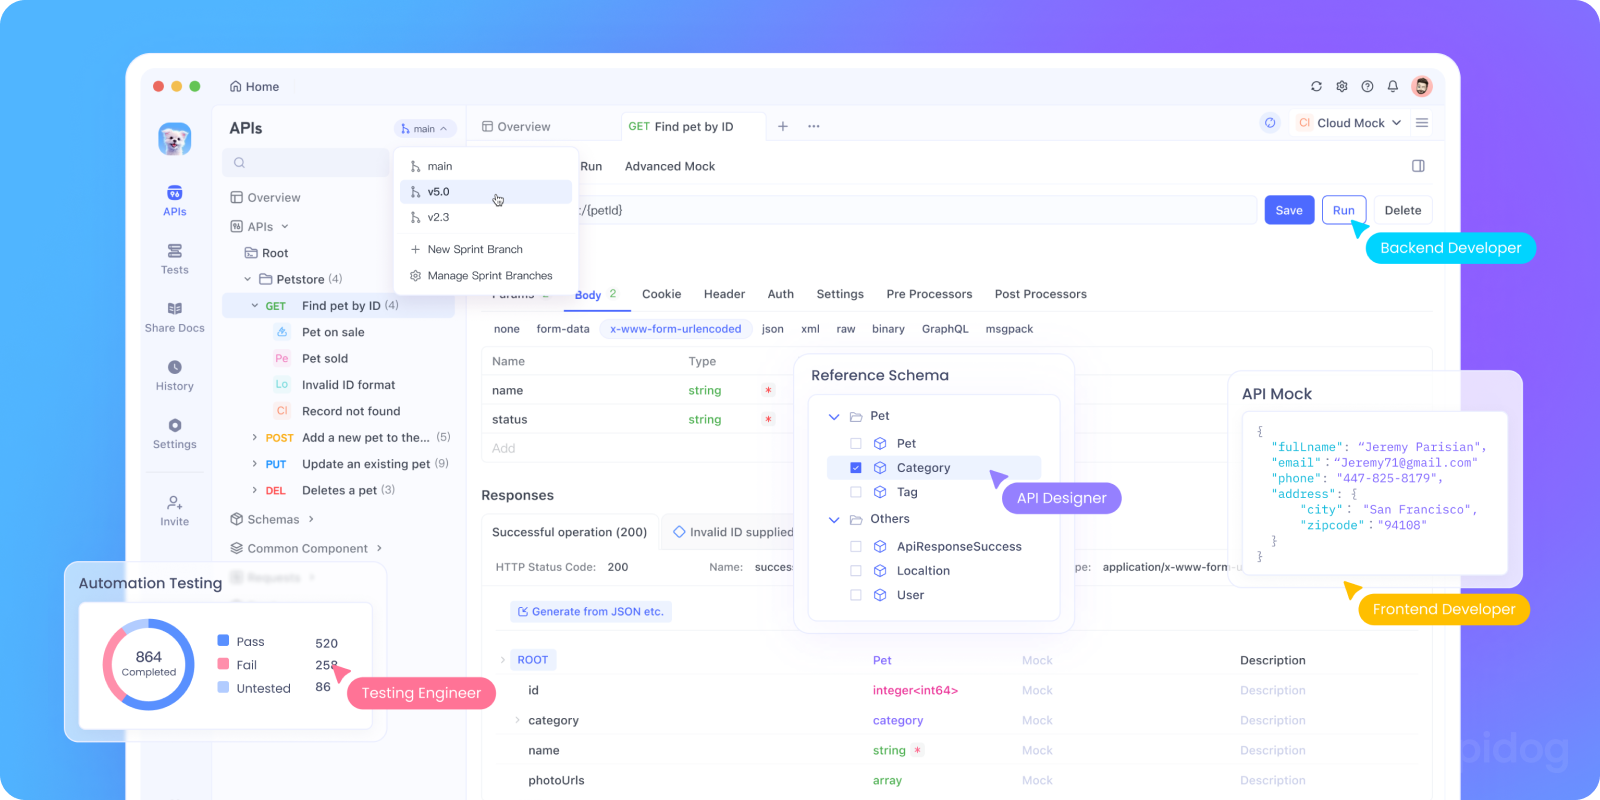 Home
APIs
main
Overview
GET Find pet by ID
CI Cloud Mock
main
v5.0
v2.3
New Sprint Branch
Manage Sprint Branches
Run
Advanced Mock
:/{petId}
Save
Run
Delete
Backend Developer
APIs
Tests
Share Docs
History
Settings
Invite
Overview
APIs
Root
Petstore (4)
GET Find pet by ID (4)
Pet on sale
Pe Pet sold
Lo Invalid ID format
CI Record not found
POST Add a new pet to the... (5)
PUT Update an existing pet (9)
DEL Deletes a pet (3)
Schemas
Common Component
Requests
Params 2
Body 2
Cookie
Header
Auth
Settings
Pre Processors
Post Processors
none
form-data
x-www-form-urlencoded
json
xml
raw
binary
GraphQL
msgpack
Name Type
name string *
status string *
Add
Responses
Successful operation (200)
Invalid ID supplied
HTTP Status Code: 200
Name: succes
pe: application/x-www-form-u
Generate from JSON etc.
ROOT Pet Mock Description
id integer<int64> Mock Description
category category Mock Description
name string * Mock Description
photoUrls array Mock Description
Reference Schema
Pet
Pet
Category
Tag
Others
ApiResponseSuccess
Localtion
User
API Designer
API Mock
{
"fulLname": “Jeremy Parisian",
"email":“Jeremy71@gmail.com"
"phone": "447-825-8179",
"address": {
"city": "San Francisco",
"zipcode":"94108"
}
}
Frontend Developer
Automation Testing
864
Completed
Pass 520
Fail 258
Untested 86
Testing Engineer
pidog